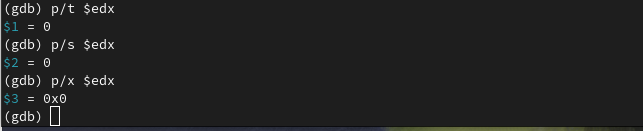 (gdb) p/t $edx
$1 = 0
(gdb) p/s $edx
$2 = 0
(gdb) p/x $edx
$3 = 0x0
(gdb)